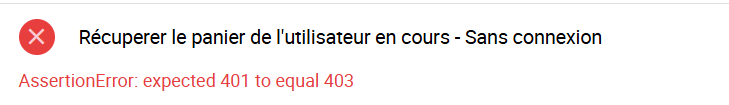 Récuperer le panier de l'utilisateur en cours - Sans connexion
AssertionError: expected 401 to equal 403